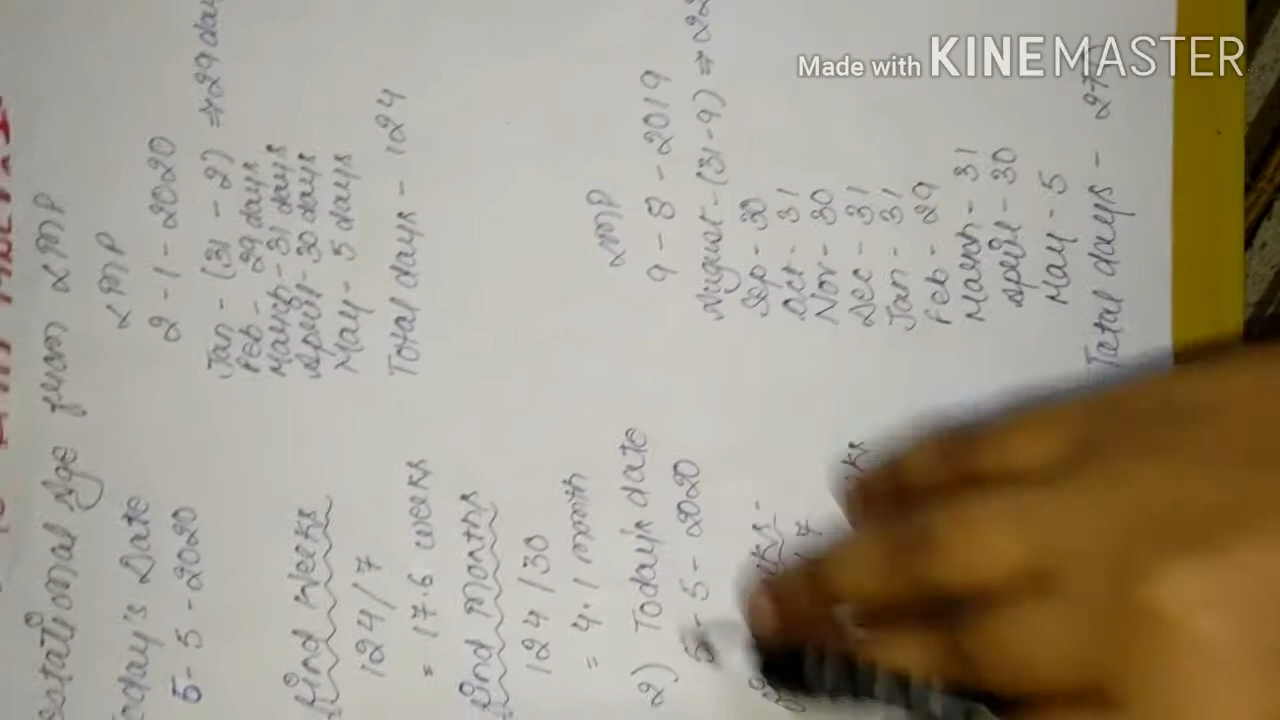 Made with KINEMASTER
Gestational Age from LMP
Today's Date
5-5-2020
LMP
2-1-2020
Jan - (31-2) ⇒ 29 day
Feb - 29 days
March - 31 days
April - 30 days
May - 5 days
Total days - 124
Find Weeks
124/7
= 17.6 weeks
Find Months
124/30
= 4.1 month
2) Today's date
5-5-2020
LMP
9-8-2019
August - (31-9) ⇒ 22
Sep - 30
Oct - 31
Nov - 30
Dec - 31
Jan - 31
Feb - 29
March - 31
April - 30
May - 5
Total days - 27